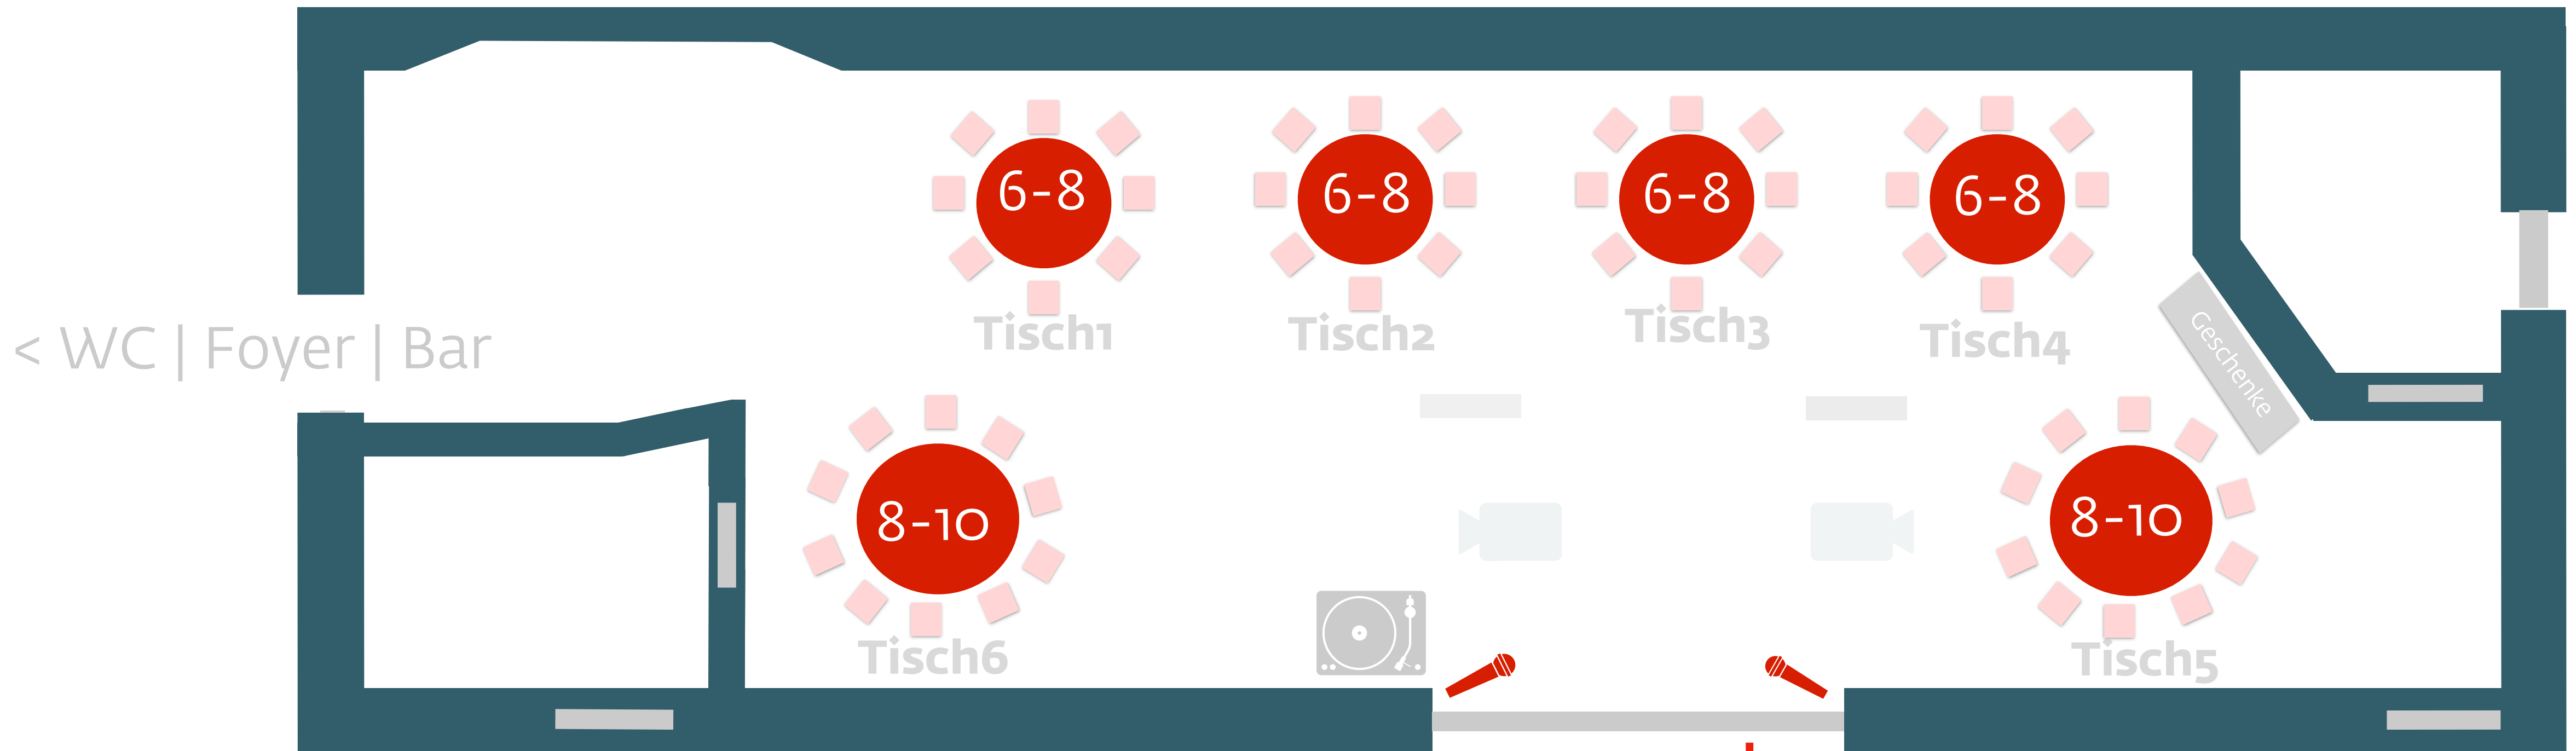 6-8
6-8
6-8
6-8
Tisch1
Tisch2
Tisch3
Tisch4
< WC | Foyer | Bar
Geschenke
8-10
8-10
Tisch6
Tisch5